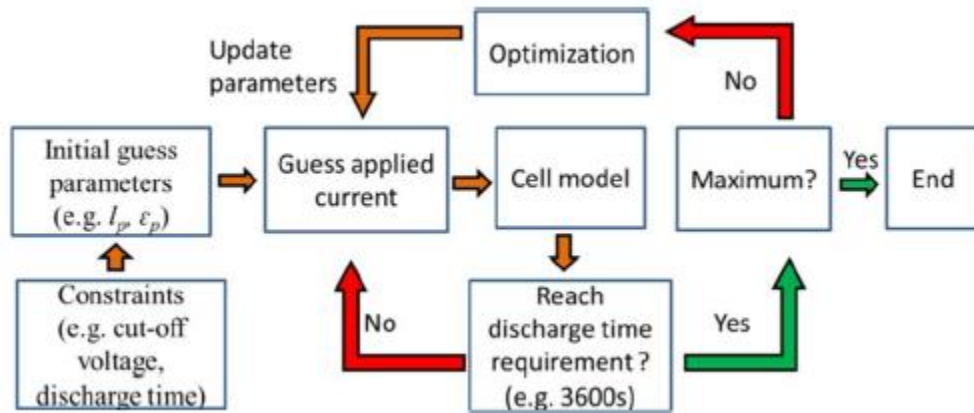 Update
parameters
Optimization
No
Initial guess
parameters
(e.g. lₚ, εₚ)
Guess applied
current
Cell model
Maximum?
Yes
End
Constraints
(e.g. cut-off
voltage,
discharge time)
No
Reach
discharge time
requirement ?
(e.g. 3600s)
Yes